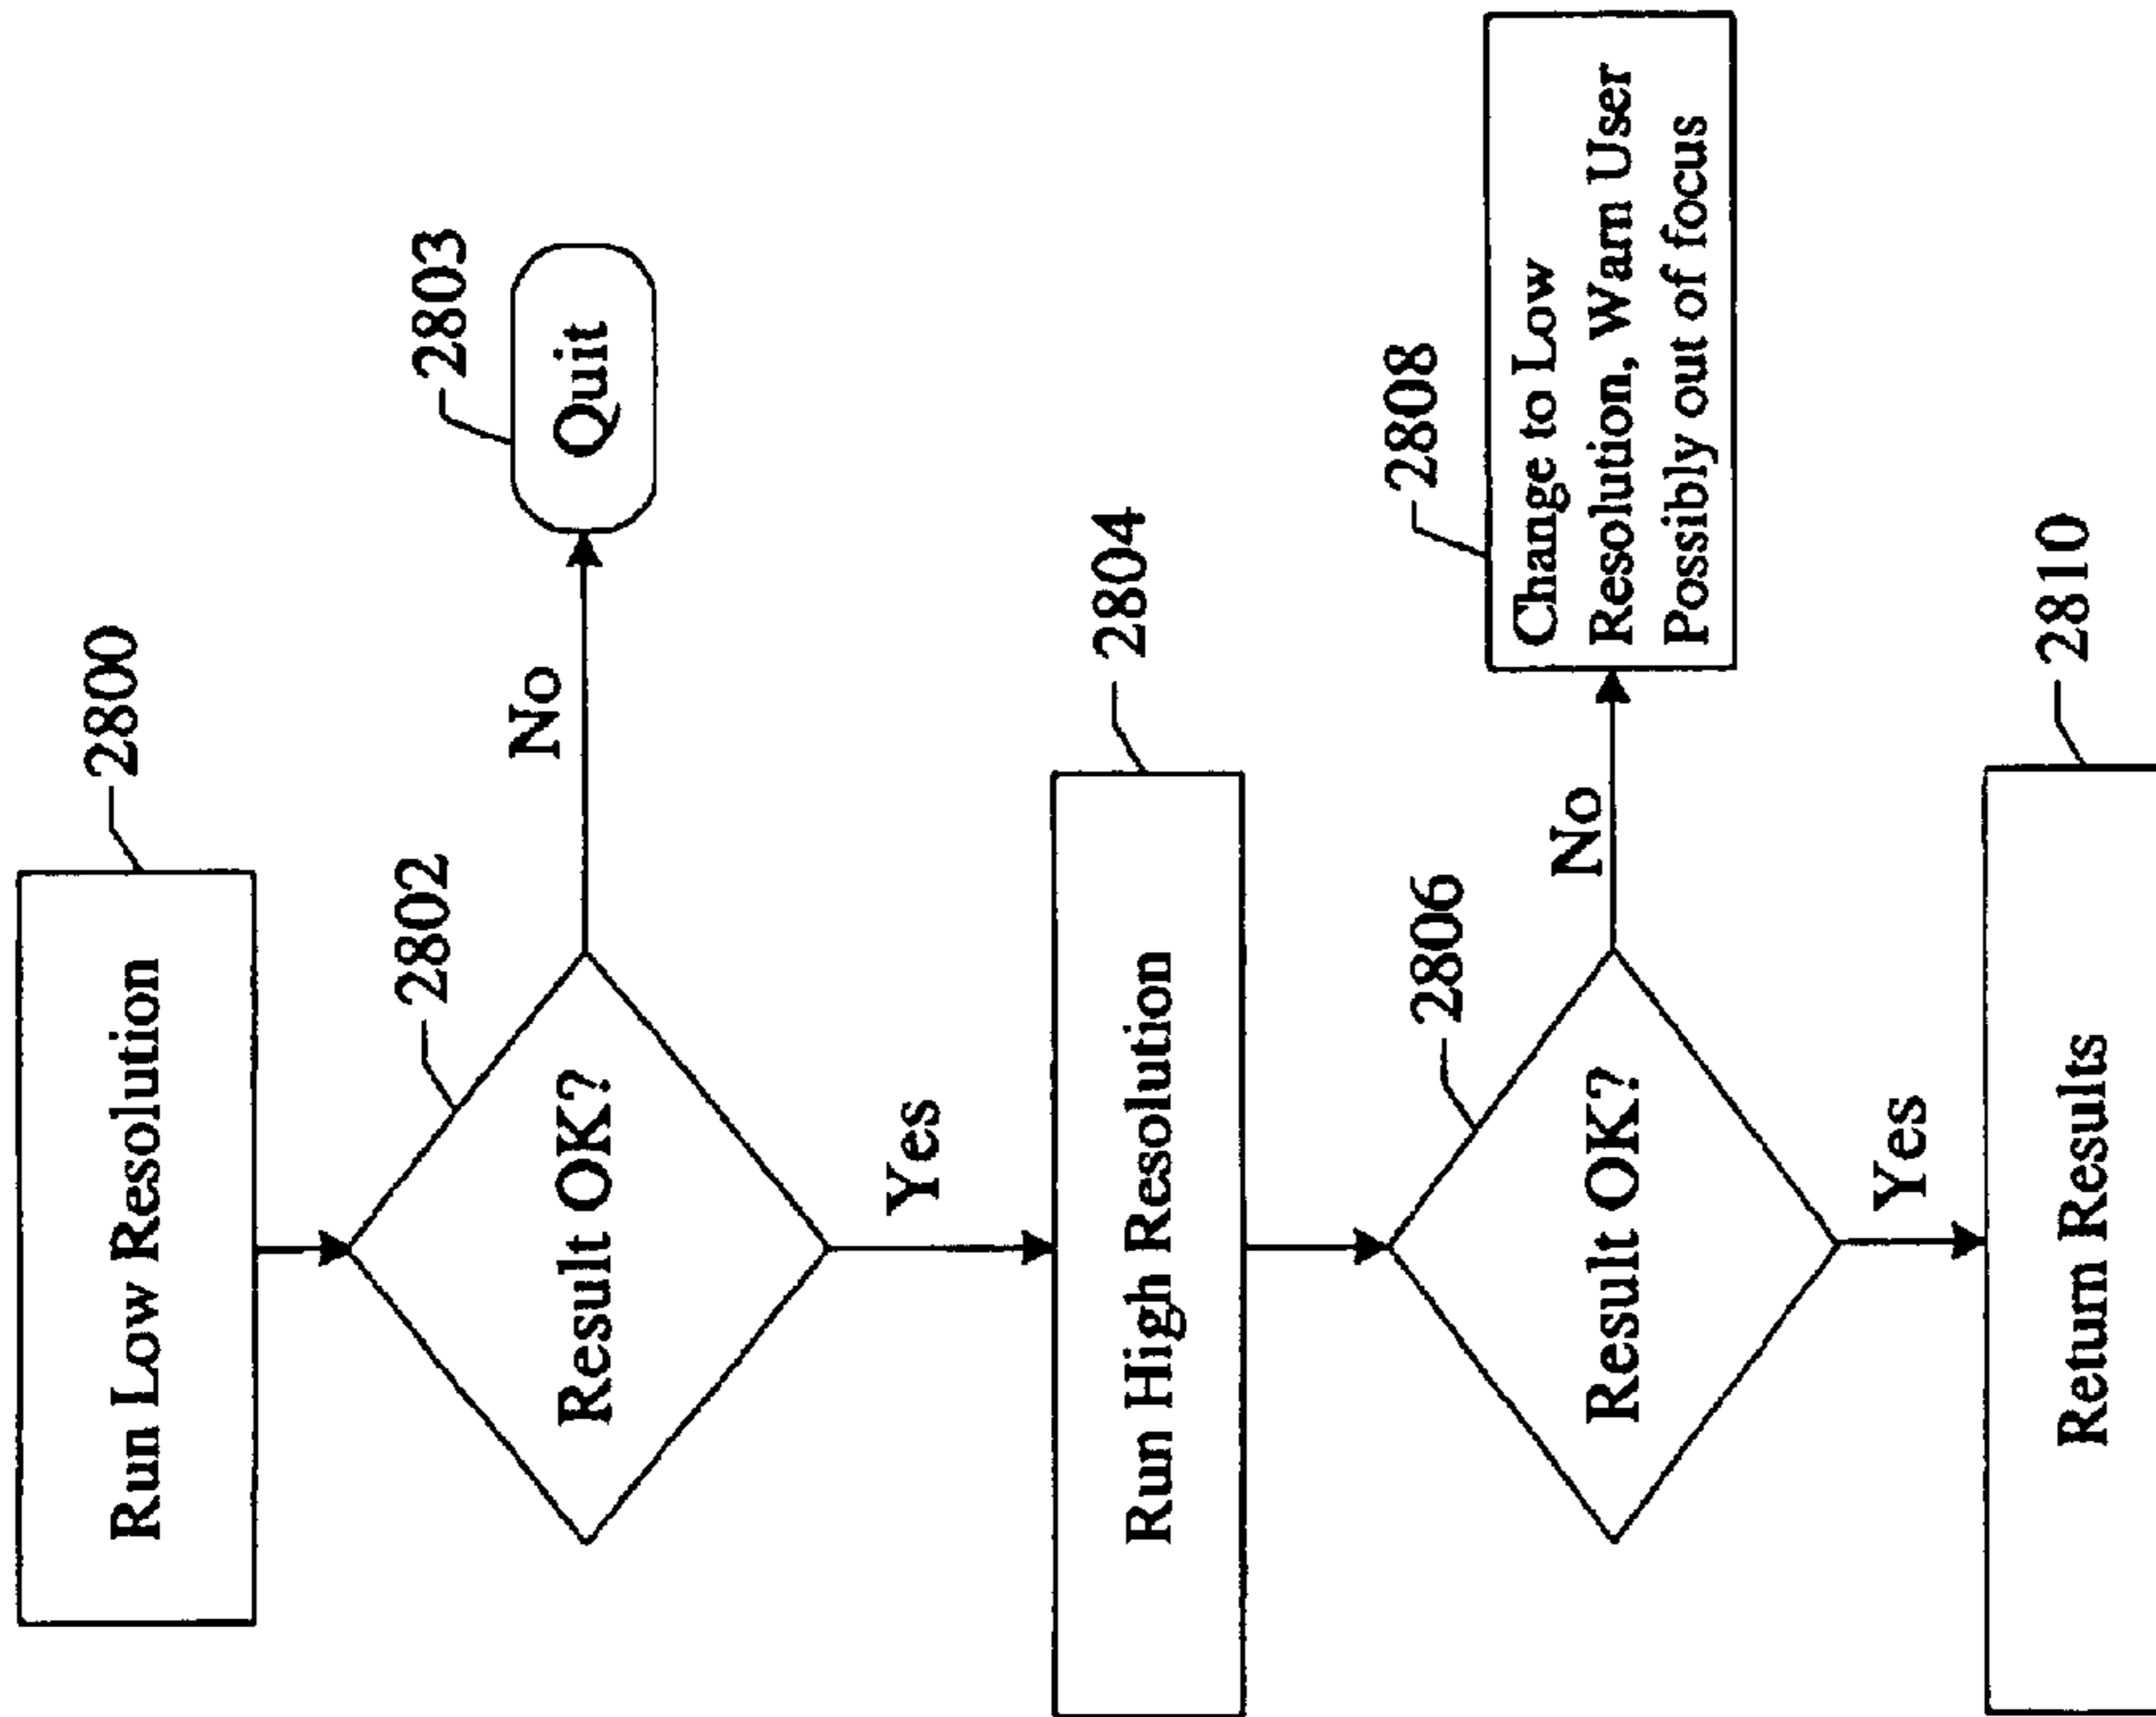 2800
Run Low Resolution
2802
Result OK?
No
2803
Quit
Yes
2804
Run High Resolution
2806
Result OK?
No
2808
Change to Low
Resolution, Warn User
Possibly out of focus
Yes
2810
Return Results